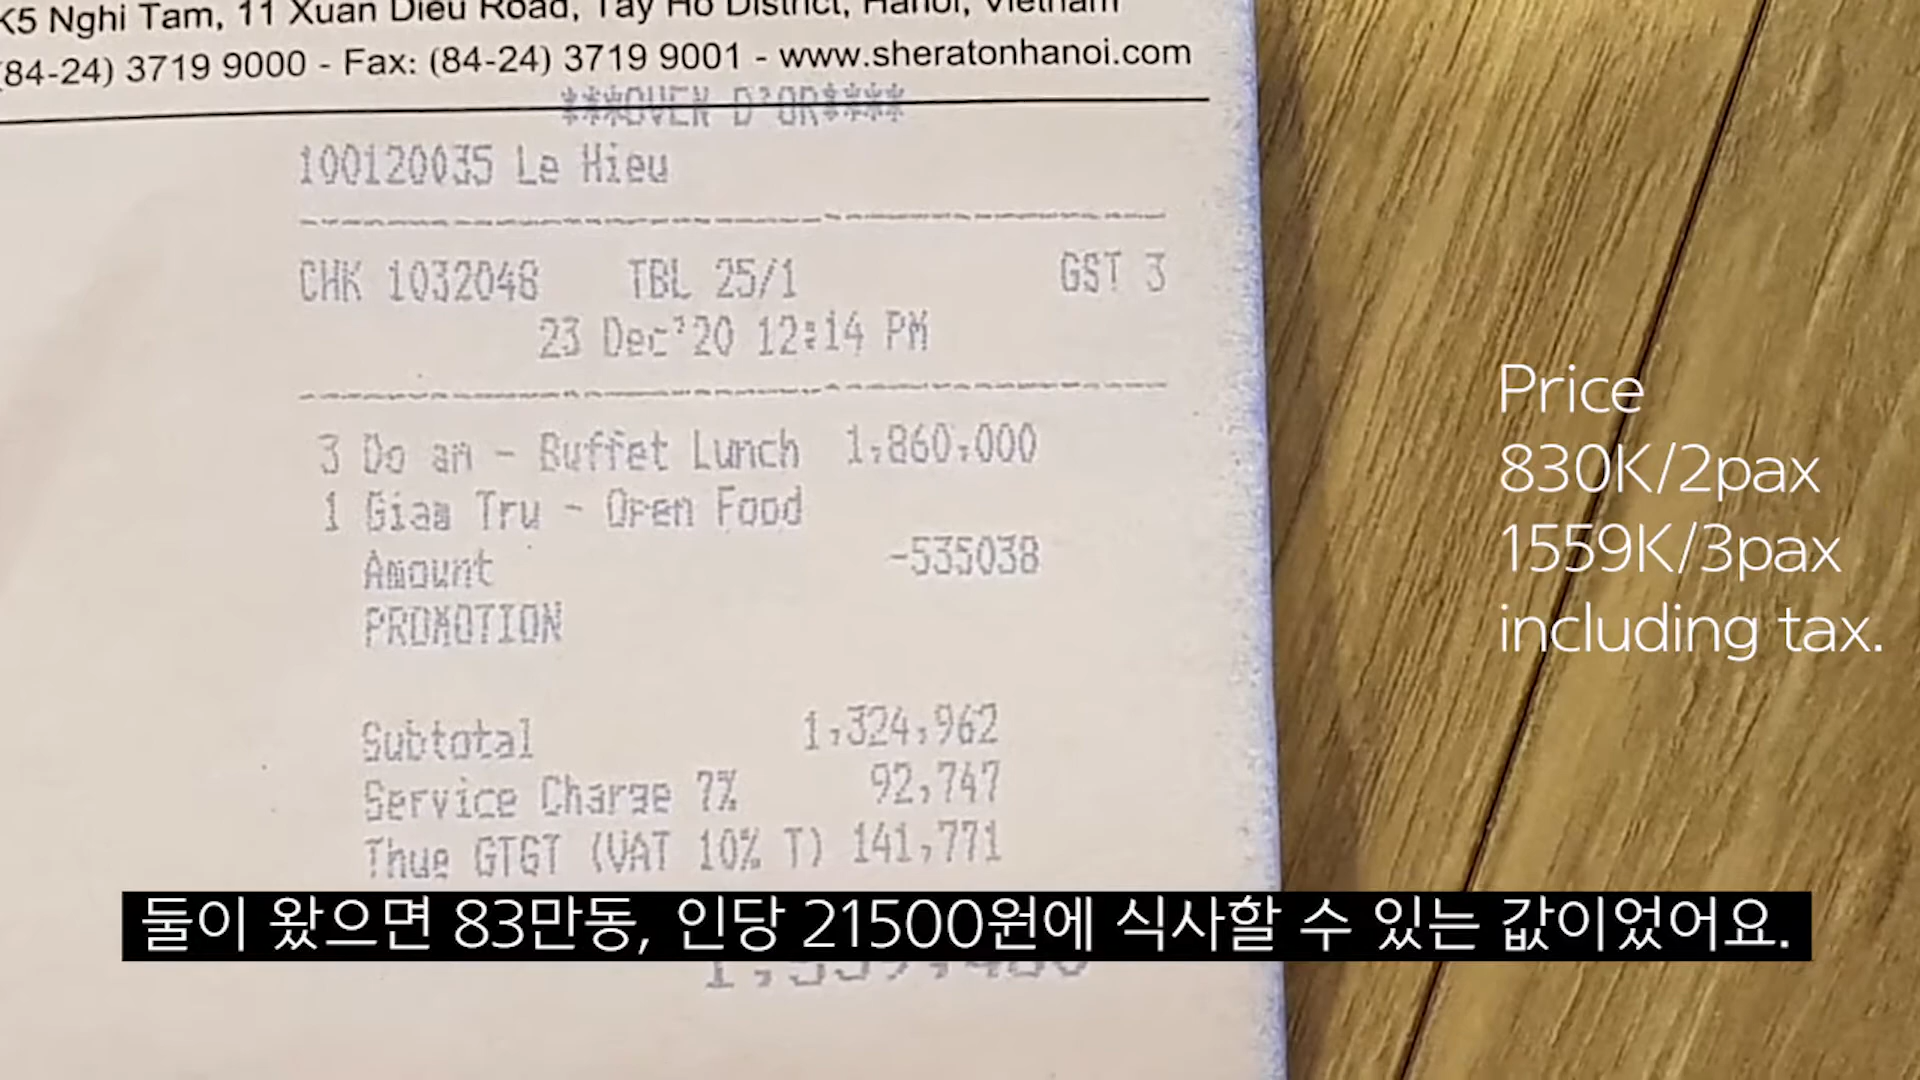 K5 Nghi Tam, 11 Xuan Dieu Road, Tay Ho District, Hanoi, Vietnam
(84-24) 3719 9000 - Fax: (84-24) 3719 9001 - www.sheratonhanoi.com
***OVEN D'OR****
100120035 Le Hieu
CHK 1032048 TBL 25/1 GST 3
23 Dec'20 12:14 PM
3 Do an - Buffet Lunch 1,860,000
1 Giam Tru - Open Food
Amount -535038
PROMOTION
Subtotal 1,324,962
Service Charge 7% 92,747
Thue GTGT (VAT 10% T) 141,771
Price
830K/2pax
1559K/3pax
including tax.
둘이 왔으면 83만동, 인당 21500원에 식사할 수 있는 값이었어요.